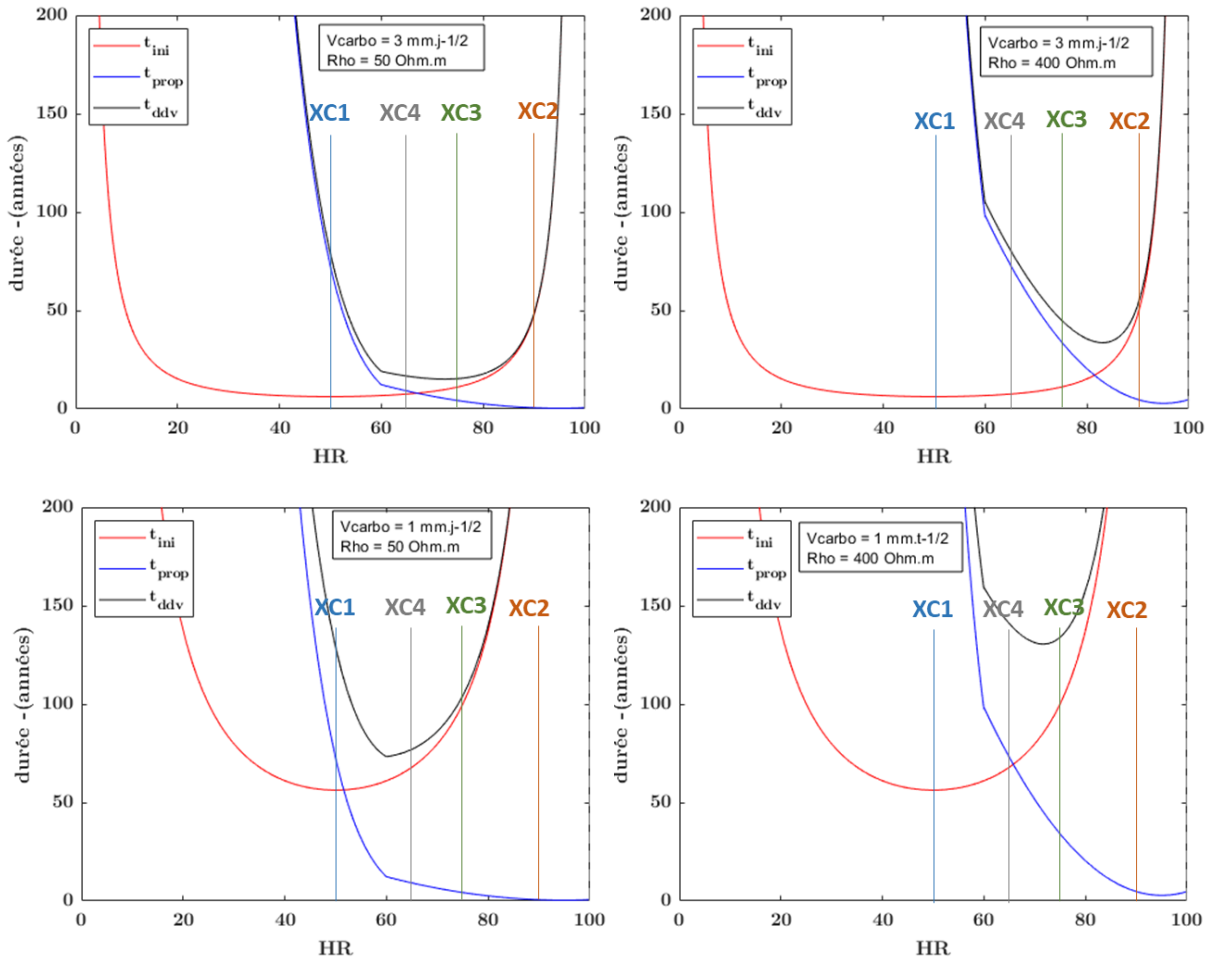 200
150
100
50
0
durée -(années)
t_ini
t_prop
t_ddv
Vcarbo = 3 mm.j-1/2
Rho = 50 Ohm.m
XC1
XC4
XC3
XC2
0 20 40 60 80 100
HR
200
150
100
50
0
durée -(années)
t_ini
t_prop
t_ddv
Vcarbo = 3 mm.j-1/2
Rho = 400 Ohm.m
XC1
XC4
XC3
XC2
0 20 40 60 80 100
HR
200
150
100
50
0
durée -(années)
t_ini
t_prop
t_ddv
Vcarbo = 1 mm.j-1/2
Rho = 50 Ohm.m
XC1
XC4
XC3
XC2
0 20 40 60 80 100
HR
200
150
100
50
0
durée -(années)
t_ini
t_prop
t_ddv
Vcarbo = 1 mm.t-1/2
Rho = 400 Ohm.m
XC1
XC4
XC3
XC2
0 20 40 60 80 100
HR